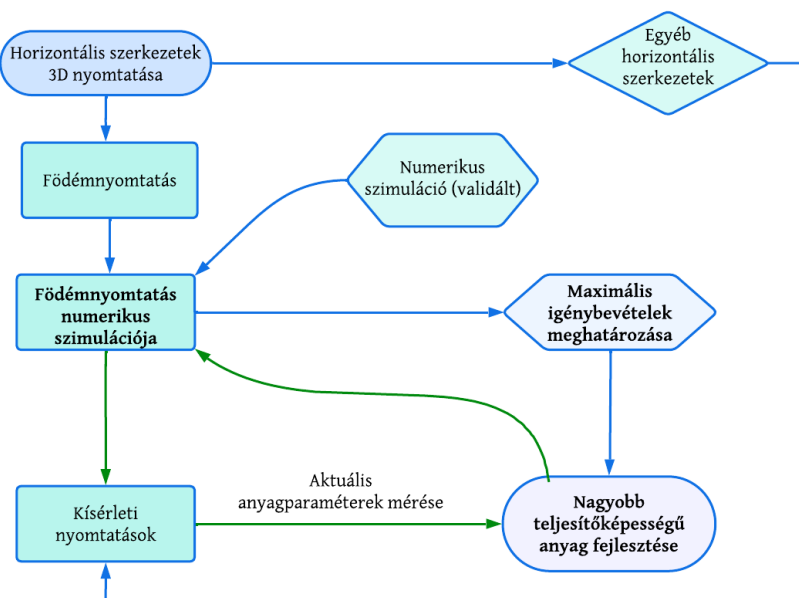 Horizontális szerkezetek
3D nyomtatása
Egyéb
horizontális
szerkezetek
Födémnyomtatás
Numerikus
szimuláció (validált)
Födémnyomtatás
numerikus
szimulációja
Maximális
igénybevételek
meghatározása
Kísérleti
nyomtatások
Aktuális
anyagparaméterek mérése
Nagyobb
teljesítőképességű
anyag fejlesztése